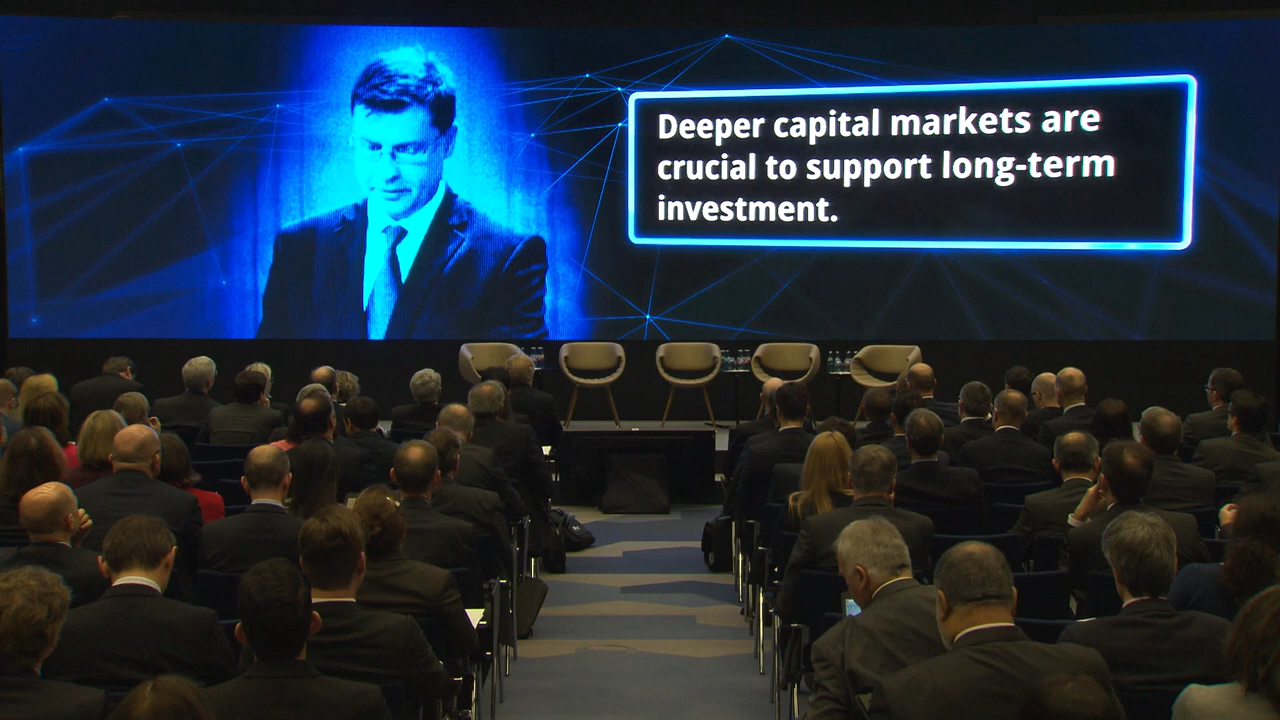 Deeper capital markets are
crucial to support long-term
investment.